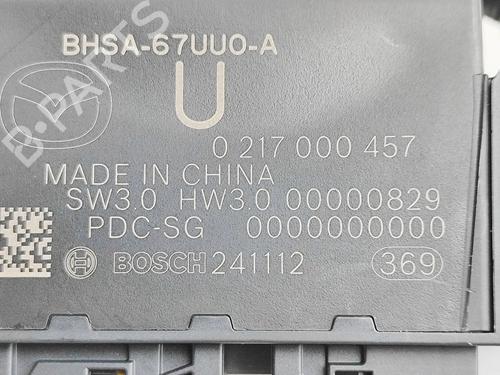 BHSA-67UU0-A
U
0 217 000 457
MADE IN CHINA
SW3.0 HW3.0 00000829
PDC-SG 0000000000
BOSCH 241112 369
B-PARTS